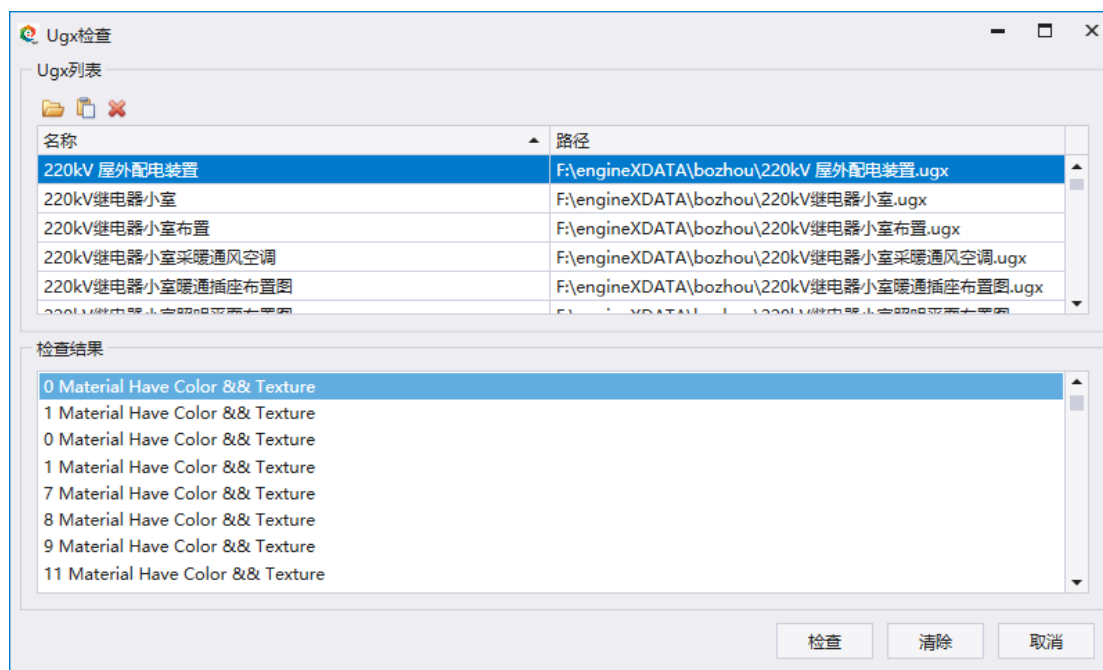 Ugx检查
Ugx列表
名称 路径
220kV 屋外配电装置 F:\engineXDATA\bozhou\220kV 屋外配电装置.ugx
220kV继电器小室 F:\engineXDATA\bozhou\220kV继电器小室.ugx
220kV继电器小室布置 F:\engineXDATA\bozhou\220kV继电器小室布置.ugx
220kV继电器小室采暖通风空调 F:\engineXDATA\bozhou\220kV继电器小室采暖通风空调.ugx
220kV继电器小室暖通插座布置图 F:\engineXDATA\bozhou\220kV继电器小室暖通插座布置图.ugx
检查结果
0 Material Have Color && Texture
1 Material Have Color && Texture
0 Material Have Color && Texture
1 Material Have Color && Texture
7 Material Have Color && Texture
8 Material Have Color && Texture
9 Material Have Color && Texture
11 Material Have Color && Texture
检查 清除 取消